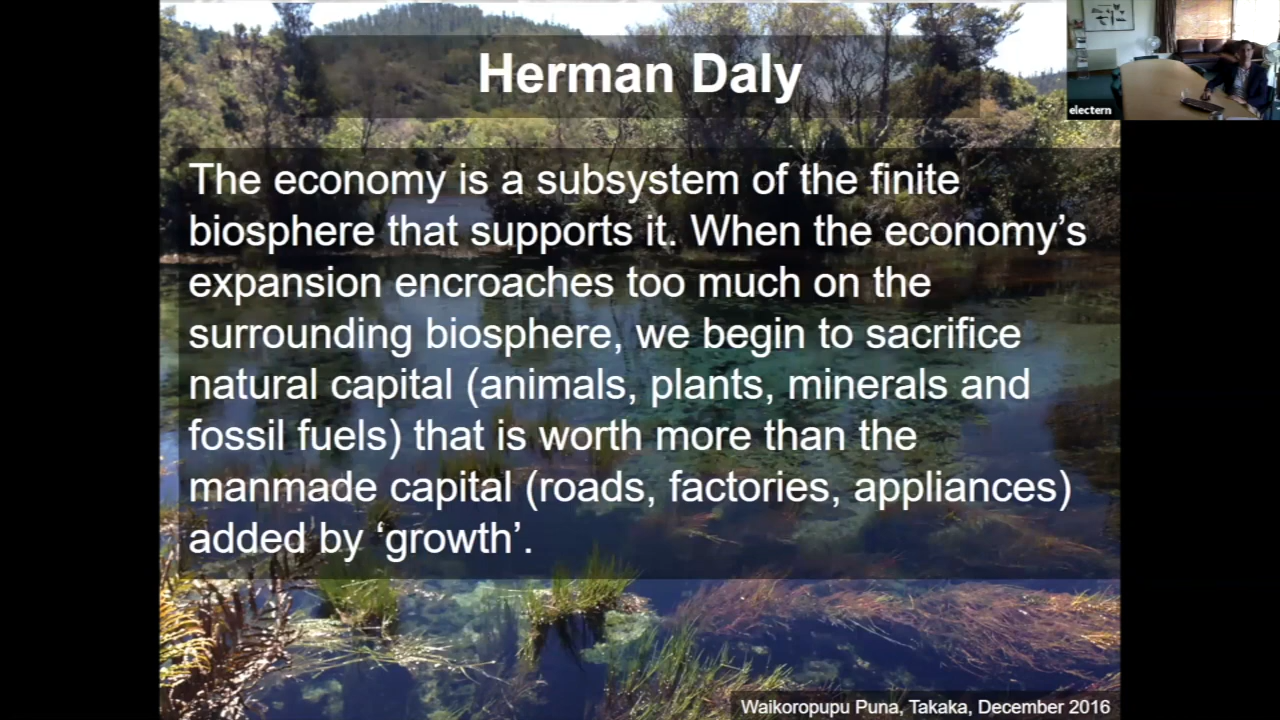 Herman Daly
electern
The economy is a subsystem of the finite
biosphere that supports it. When the economy’s
expansion encroaches too much on the
surrounding biosphere, we begin to sacrifice
natural capital (animals, plants, minerals and
fossil fuels) that is worth more than the
manmade capital (roads, factories, appliances)
added by ‘growth’.
Waikoropupu Puna, Takaka, December 2016